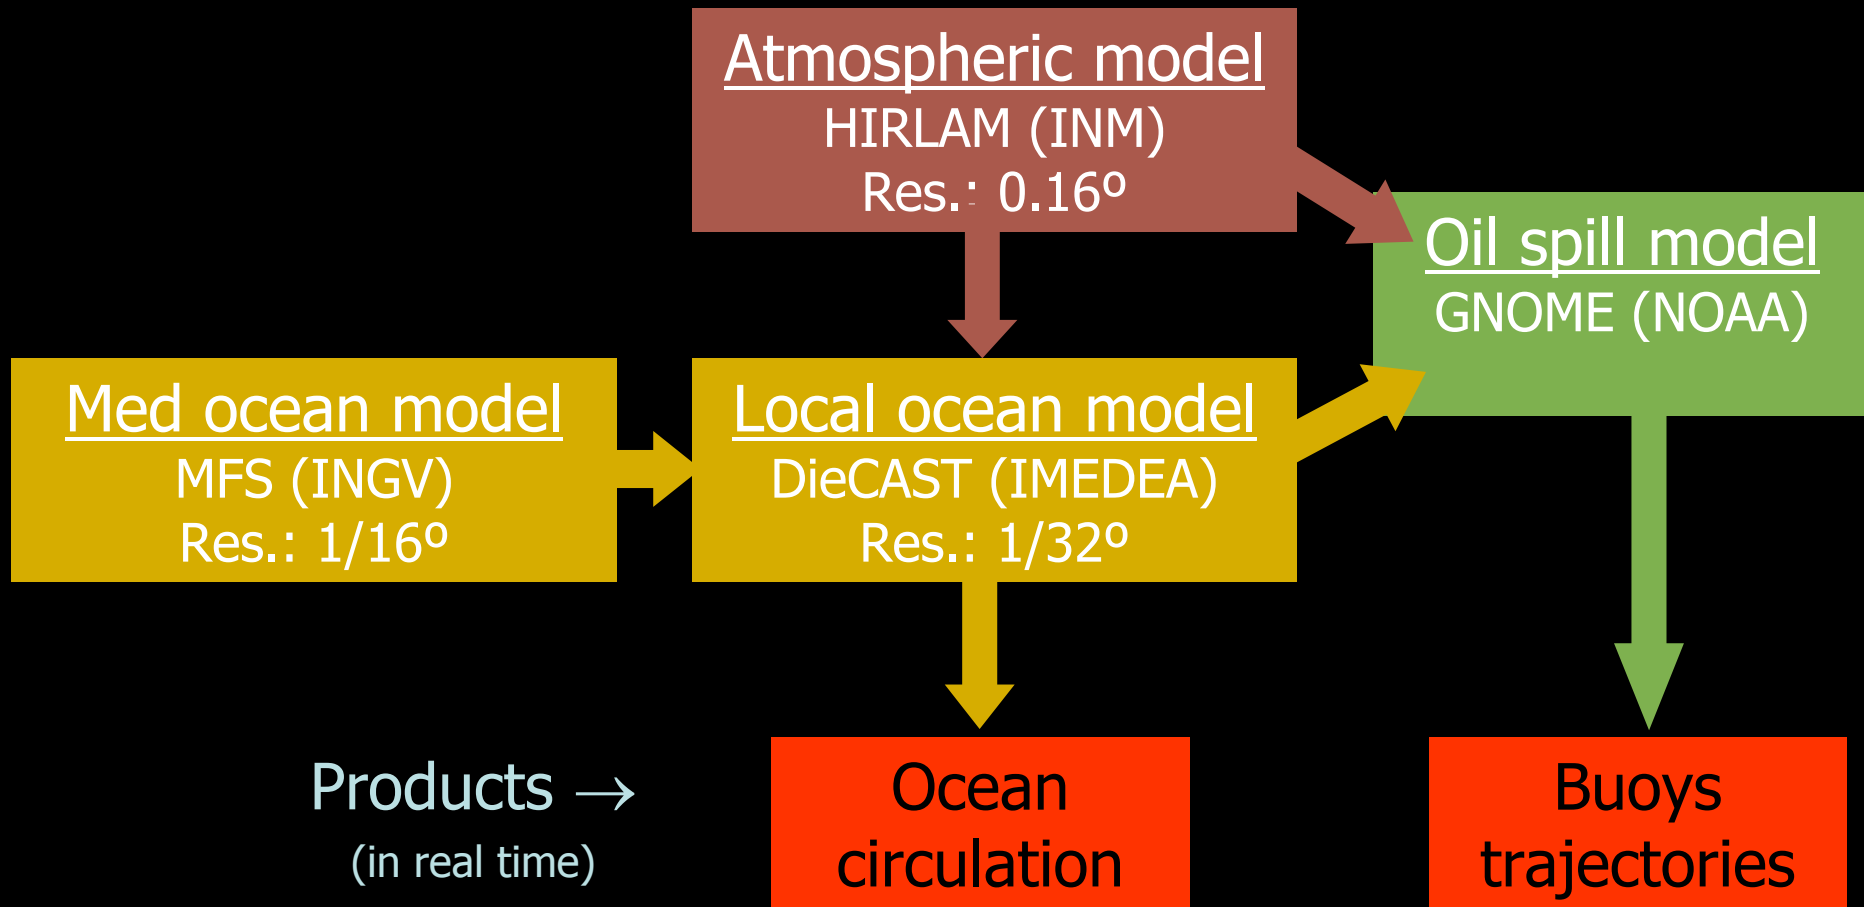 Atmospheric model
HIRLAM (INM)
Res.: 0.16º
Oil spill model
GNOME (NOAA)
Med ocean model
MFS (INGV)
Res.: 1/16º
Local ocean model
DieCAST (IMEDEA)
Res.: 1/32º
Products →
(in real time)
Ocean
circulation
Buoys
trajectories